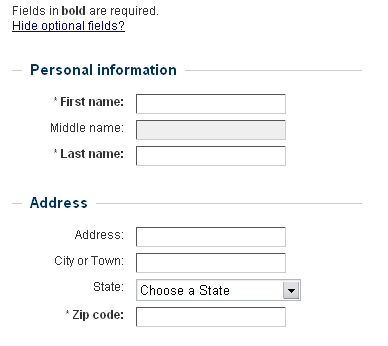 Fields in bold are required.
Hide optional fields?
Personal information
* First name:
Middle name:
* Last name:
Address
Address:
City or Town:
State: Choose a State
* Zip code: